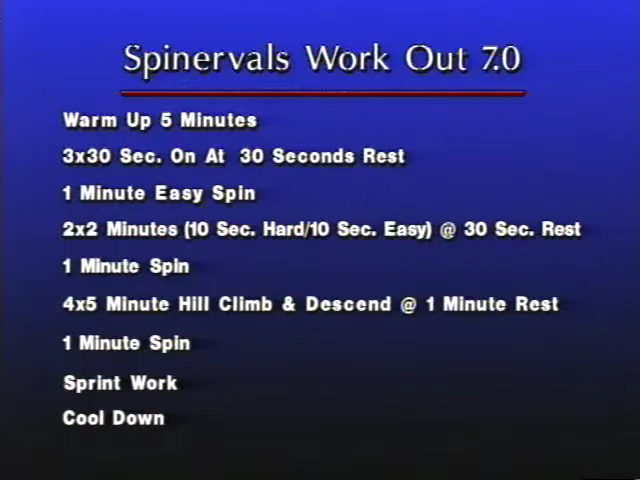 Spinervals Work Out 7.0
Warm Up 5 Minutes
3x30 Sec. On At 30 Seconds Rest
1 Minute Easy Spin
2x2 Minutes (10 Sec. Hard/10 Sec. Easy) @ 30 Sec. Rest
1 Minute Spin
4x5 Minute Hill Climb & Descend @ 1 Minute Rest
1 Minute Spin
Sprint Work
Cool Down